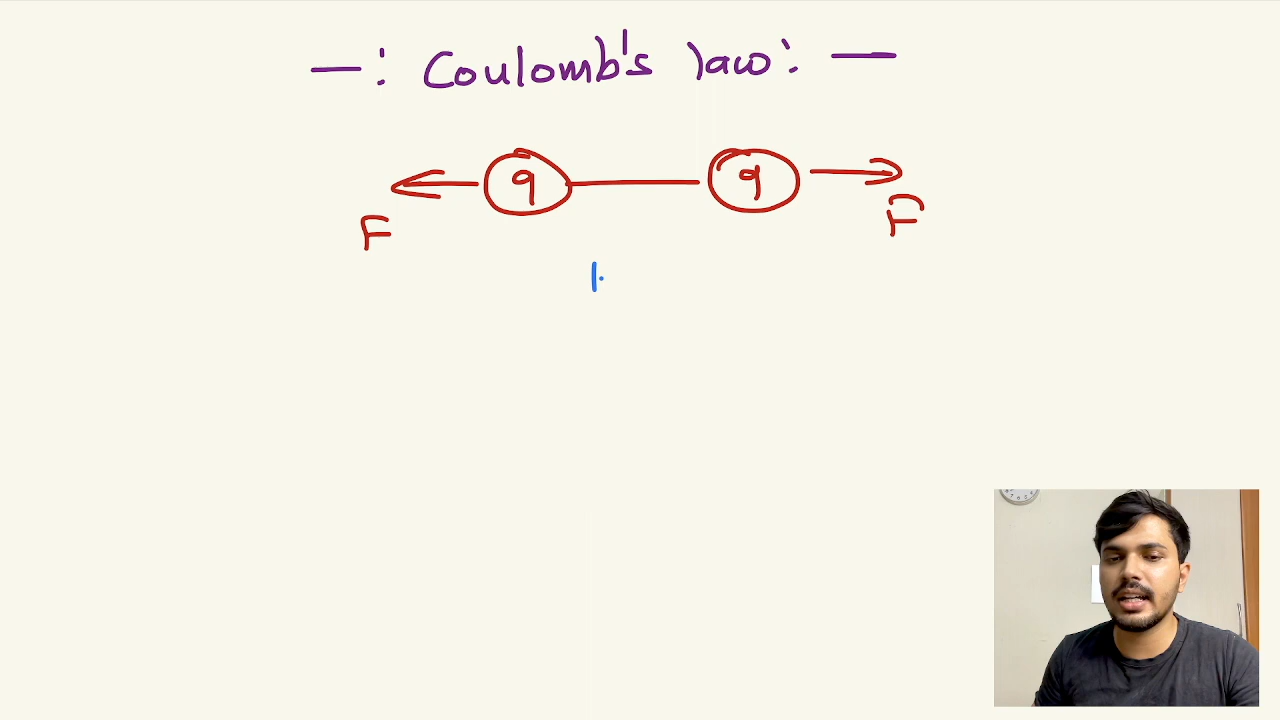 —: Coulomb's law: —
q q
F F